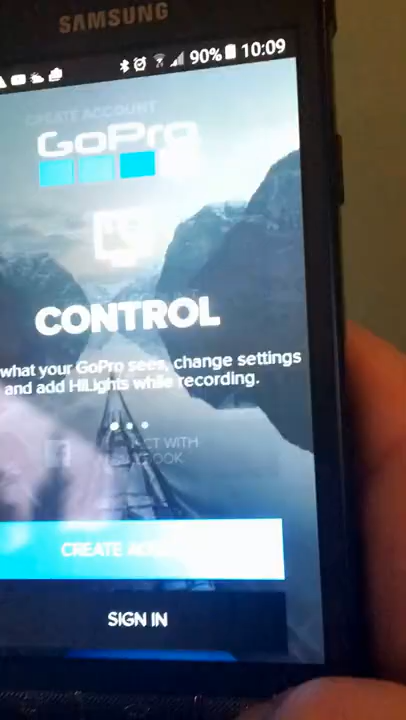 SAMSUNG
90% 10:09
CREATE ACCOUNT
GoPro
CONTROL
what your GoPro sees, change settings
and add HiLights while recording.
WITH
CREATE
SIGN IN